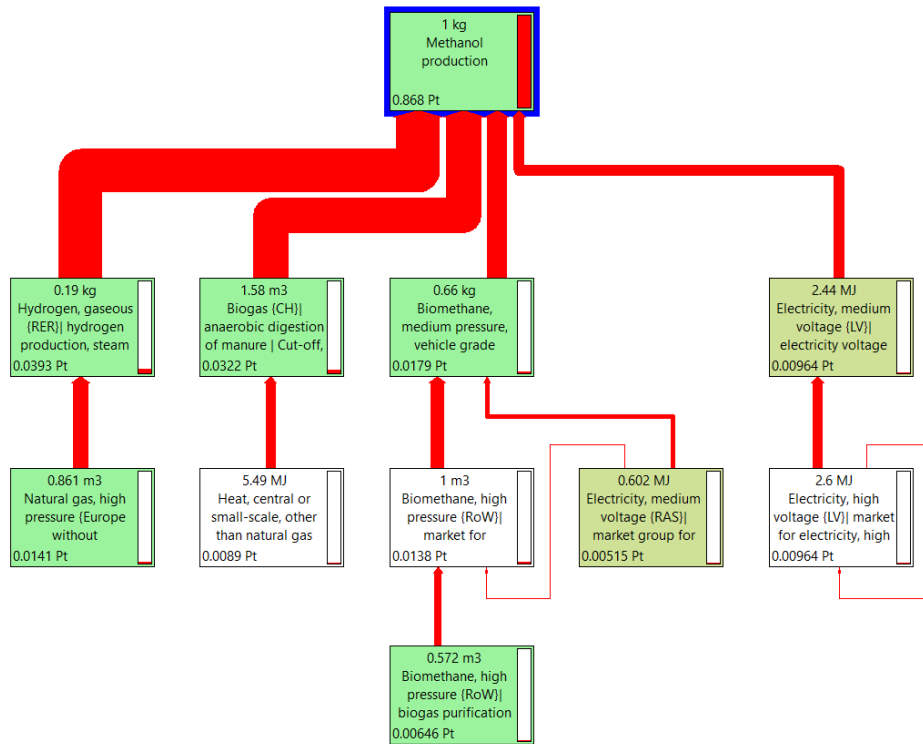 1 kg
Methanol
production
0.868 Pt
0.19 kg
Hydrogen, gaseous
{RER}| hydrogen
production, steam
0.0393 Pt
1.58 m3
Biogas {CH}|
anaerobic digestion
of manure | Cut-off,
0.0322 Pt
0.66 kg
Biomethane,
medium pressure,
vehicle grade
0.0179 Pt
2.44 MJ
Electricity, medium
voltage {LV}|
electricity voltage
0.00964 Pt
0.861 m3
Natural gas, high
pressure {Europe
without
0.0141 Pt
5.49 MJ
Heat, central or
small-scale, other
than natural gas
0.0089 Pt
1 m3
Biomethane, high
pressure {RoW}|
market for
0.0138 Pt
0.602 MJ
Electricity, medium
voltage {RAS}|
market group for
0.00515 Pt
2.6 MJ
Electricity, high
voltage {LV}| market
for electricity, high
0.00964 Pt
0.572 m3
Biomethane, high
pressure {RoW}|
biogas purification
0.00646 Pt